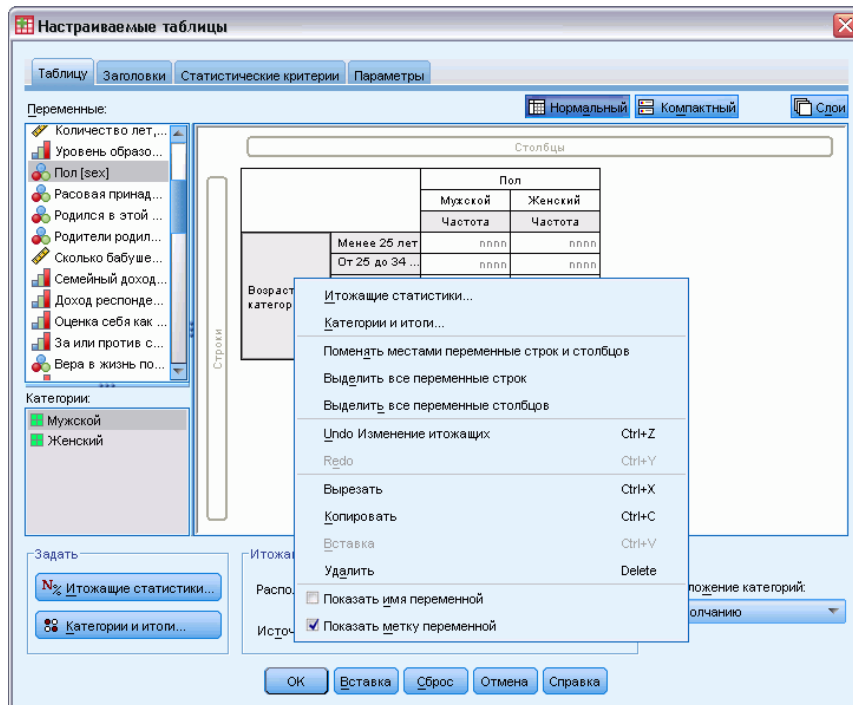 Настраиваемые таблицы
Таблицу Заголовки Статистические критерии Параметры
Переменные:
Нормальный Компактный Слои
Количество лет,...
Уровень образо...
Пол [sex]
Расовая принад...
Родился в этой ...
Родители родил...
Сколько бабуше...
Семейный доход...
Доход респонде...
Оценка себя как ...
За или против с...
Вера в жизнь по...
Категории:
Мужской
Женский
Столбцы
Строки
Пол
Мужской Женский
Частота Частота
Менее 25 лет nnnn nnnn
От 25 до 34 ... nnnn nnnn
Возраст
категор
Итожащие статистики...
Категории и итоги...
Поменять местами переменные строк и столбцов
Выделить все переменные строк
Выделить все переменные столбцов
Undo Изменение итожащих Ctrl+Z
Redo Ctrl+Y
Вырезать Ctrl+X
Копировать Ctrl+C
Вставка Ctrl+V
Удалить Delete
Показать имя переменной
Показать метку переменной
Задать
N% Итожащие статистики...
Категории и итоги...
Итожа
Распо
Источ
ложение категорий:
олчанию
OK Вставка Сброс Отмена Справка